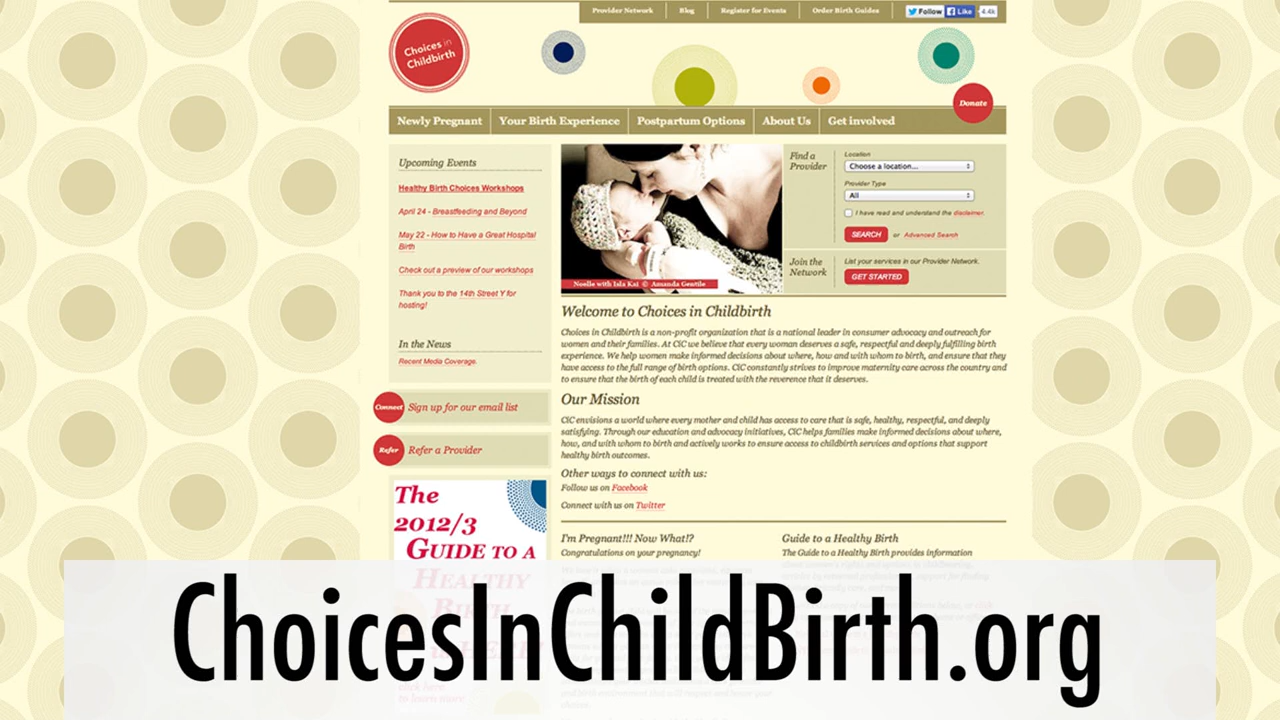 Provider Network
Blog
Register for Events
Order Birth Guides
Follow
Like
4.4k
Choices in
Childbirth
Donate
Newly Pregnant
Your Birth Experience
Postpartum Options
About Us
Get involved
Upcoming Events
Healthy Birth Choices Workshops
April 24 - Breastfeeding and Beyond
May 22 - How to Have a Great Hospital
Birth
Check out a preview of our workshops
Thank you to the 14th Street Y for
hosting!
In the News
Recent Media Coverage.
Connect
Sign up for our email list
Refer
Refer a Provider
The
2012/3
GUIDE TO A
HEALTHY
BIRTH
click here
to learn more
Noelle with Isla Kai © Amanda Gentile
Find a
Provider
Location
Choose a location...
Provider Type
All
I have read and understand the disclaimer.
SEARCH or Advanced Search
Join the
Network
List your services in our Provider Network.
GET STARTED
Welcome to Choices in Childbirth
Choices in Childbirth is a non-profit organization that is a national leader in consumer advocacy and outreach for
women and their families. At CiC we believe that every woman deserves a safe, respectful and deeply fulfilling birth
experience. We help women make informed decisions about where, how and with whom to birth, and ensure that they
have access to the full range of birth options. CiC constantly strives to improve maternity care across the country and
to ensure that the birth of each child is treated with the reverence that it deserves.
Our Mission
CiC envisions a world where every mother and child has access to care that is safe, healthy, respectful, and deeply
satisfying. Through our education and advocacy initiatives, CiC helps families make informed decisions about where,
how, and with whom to birth and actively works to ensure access to childbirth services and options that support
healthy birth outcomes.
Other ways to connect with us:
Follow us on Facebook
Connect with us on Twitter
I'm Pregnant!!! Now What!?
Congratulations on your pregnancy!
Guide to a Healthy Birth
The Guide to a Healthy Birth provides information
ChoicesInChildBirth.org